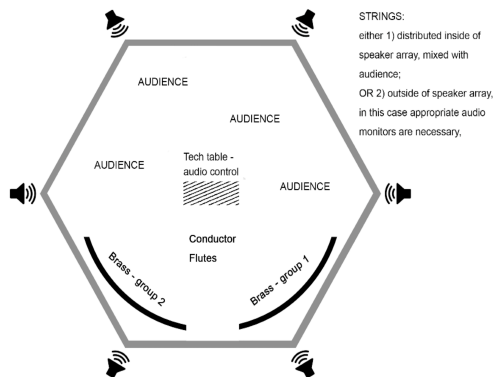 STRINGS:
either 1) distributed inside of
speaker array, mixed with
audience;
OR 2) outside of speaker array,
in this case appropriate audio
monitors are necessary,
AUDIENCE
AUDIENCE
AUDIENCE
Tech table -
audio control
AUDIENCE
Conductor
Flutes
Brass - group 2
Brass - group 1